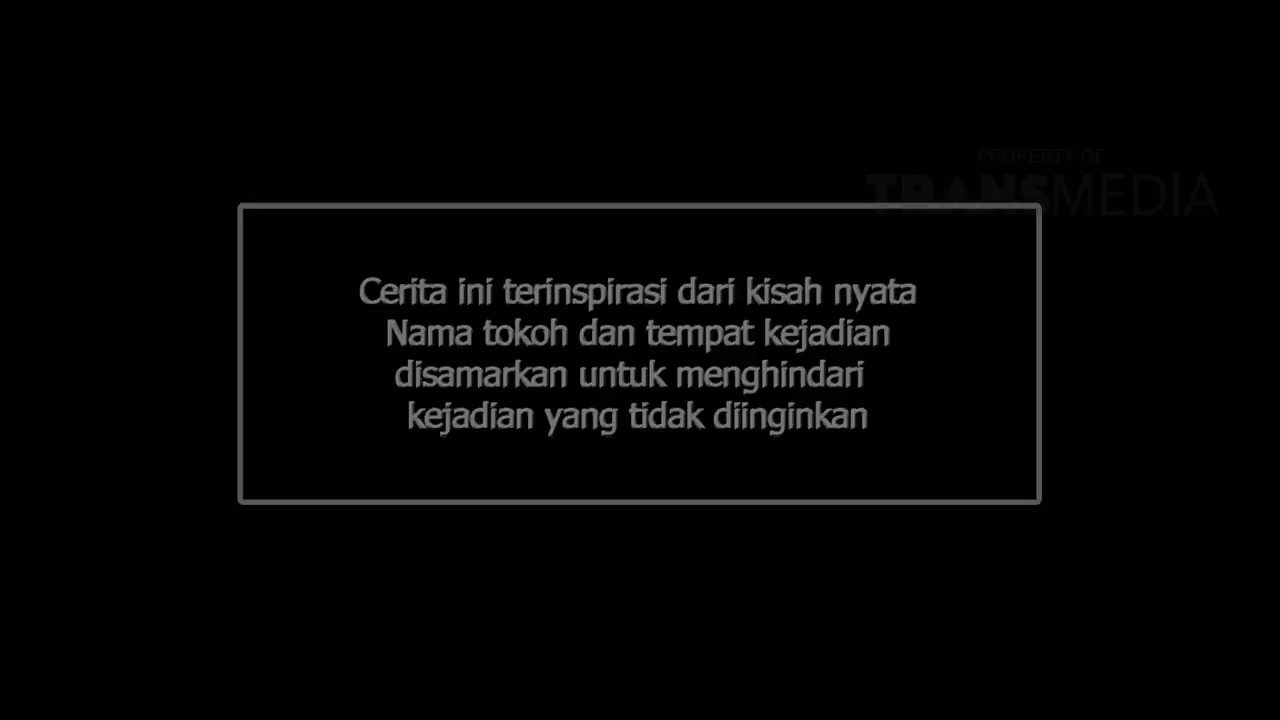 PROPERTY OF
TRANSMEDIA
Cerita ini terinspirasi dari kisah nyata
Nama tokoh dan tempat kejadian
disamarkan untuk menghindari
kejadian yang tidak diinginkan